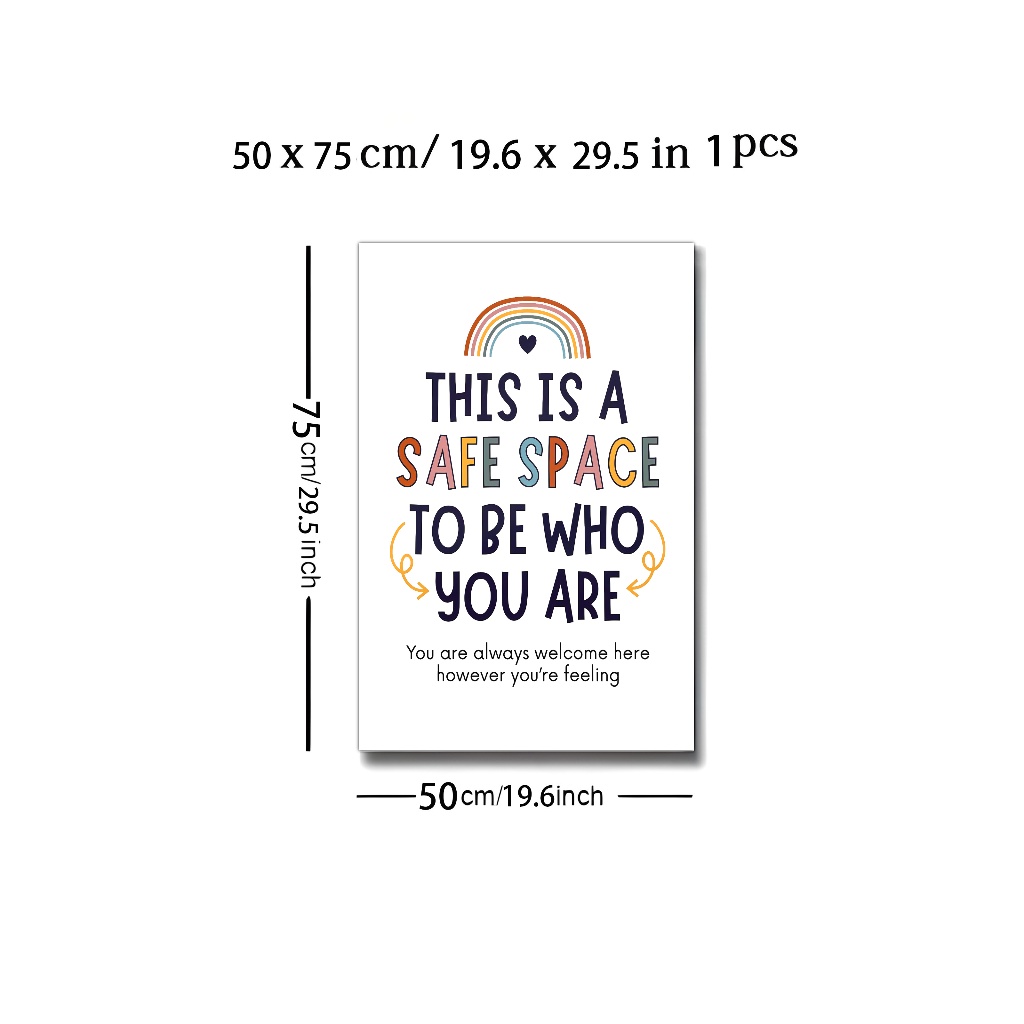 50 x 75 cm/ 19.6 x 29.5 in 1 pcs
75cm/29.5inch
THIS IS A
SAFE SPACE
TO BE WHO
YOU ARE
You are always welcome here
however you're feeling
50cm/19.6inch